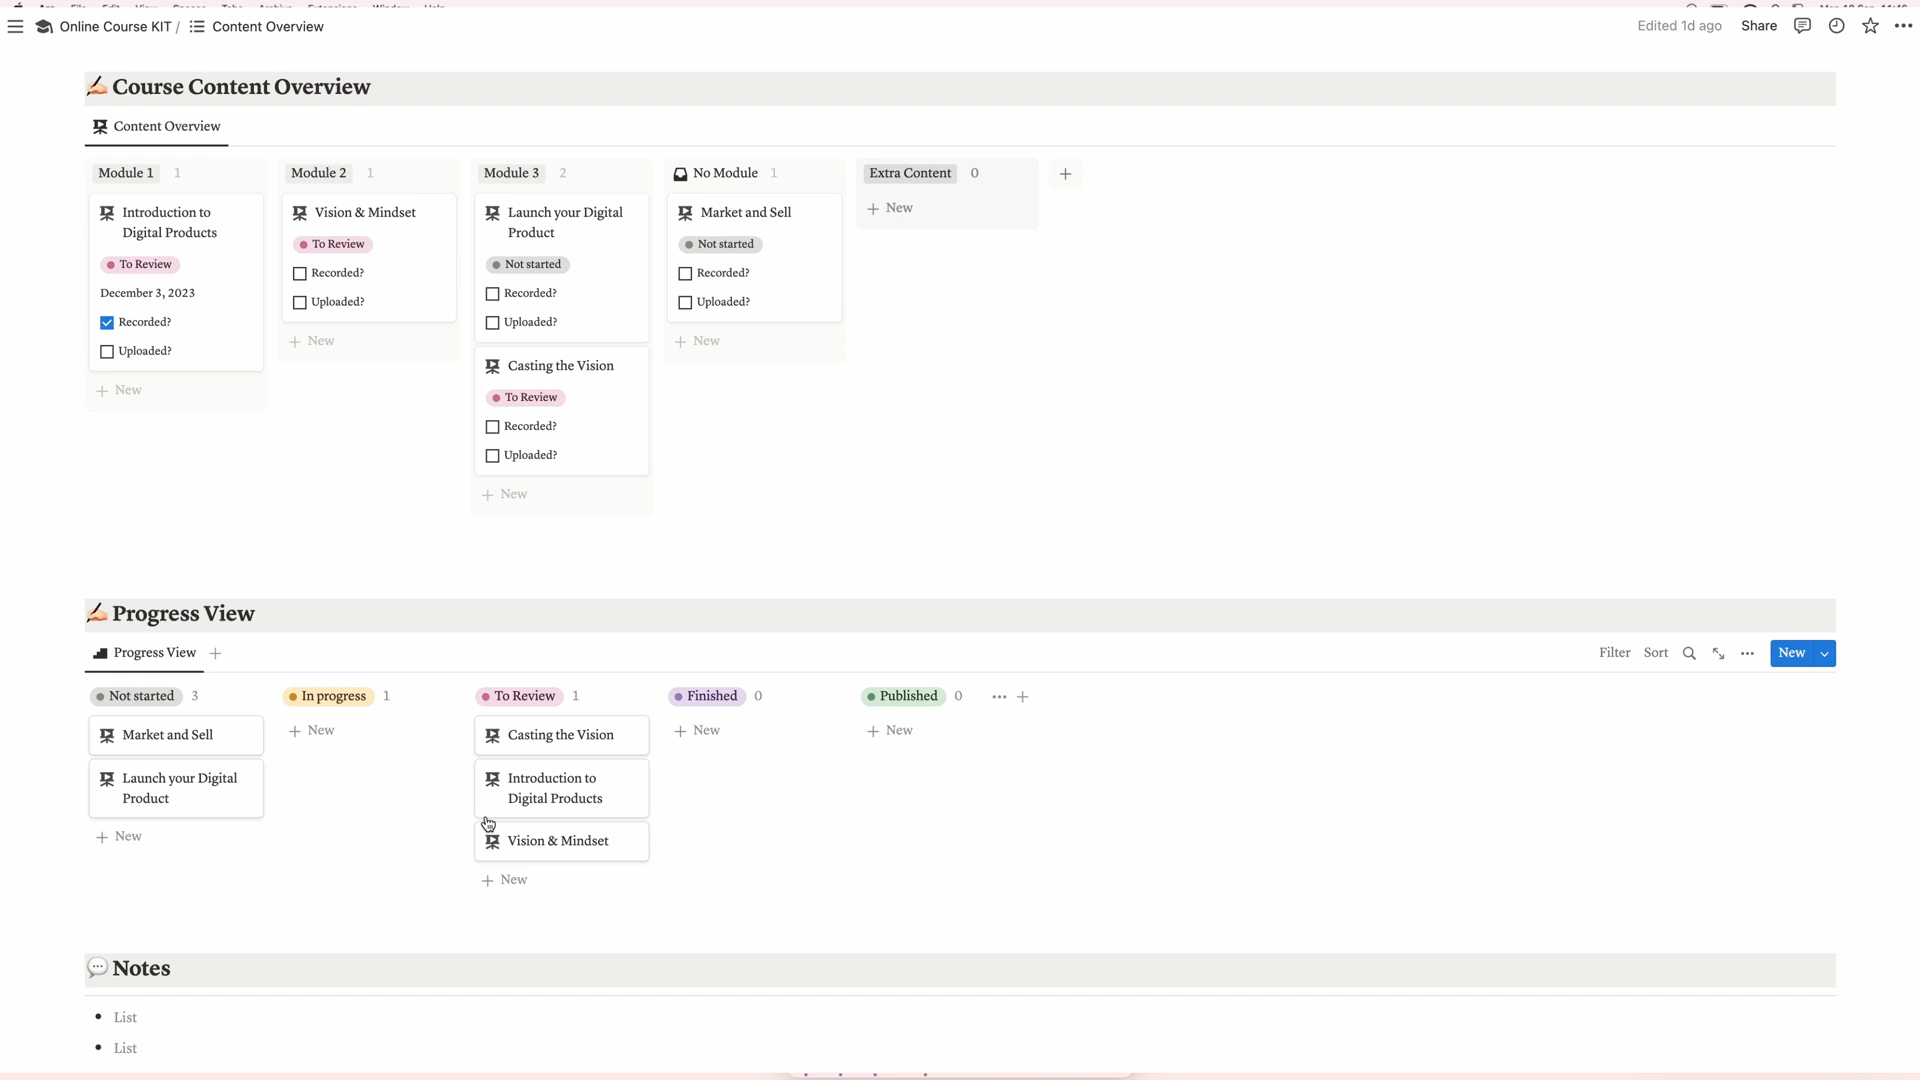 Online Course KIT / Content Overview
Edited 1d ago Share
✍🏻 Course Content Overview
Content Overview
Module 1 1
Introduction to
Digital Products
To Review
December 3, 2023
Recorded?
Uploaded?
+ New
Module 2 1
Vision & Mindset
To Review
Recorded?
Uploaded?
+ New
Module 3 2
Launch your Digital
Product
Not started
Recorded?
Uploaded?
Casting the Vision
To Review
Recorded?
Uploaded?
+ New
No Module 1
Market and Sell
Not started
Recorded?
Uploaded?
+ New
Extra Content 0
+ New
✍🏻 Progress View
Progress View
Filter Sort New
Not started 3
Market and Sell
Launch your Digital
Product
+ New
In progress 1
+ New
To Review 1
Casting the Vision
Introduction to
Digital Products
Vision & Mindset
+ New
Finished 0
+ New
Published 0
+ New
💬 Notes
• List
• List